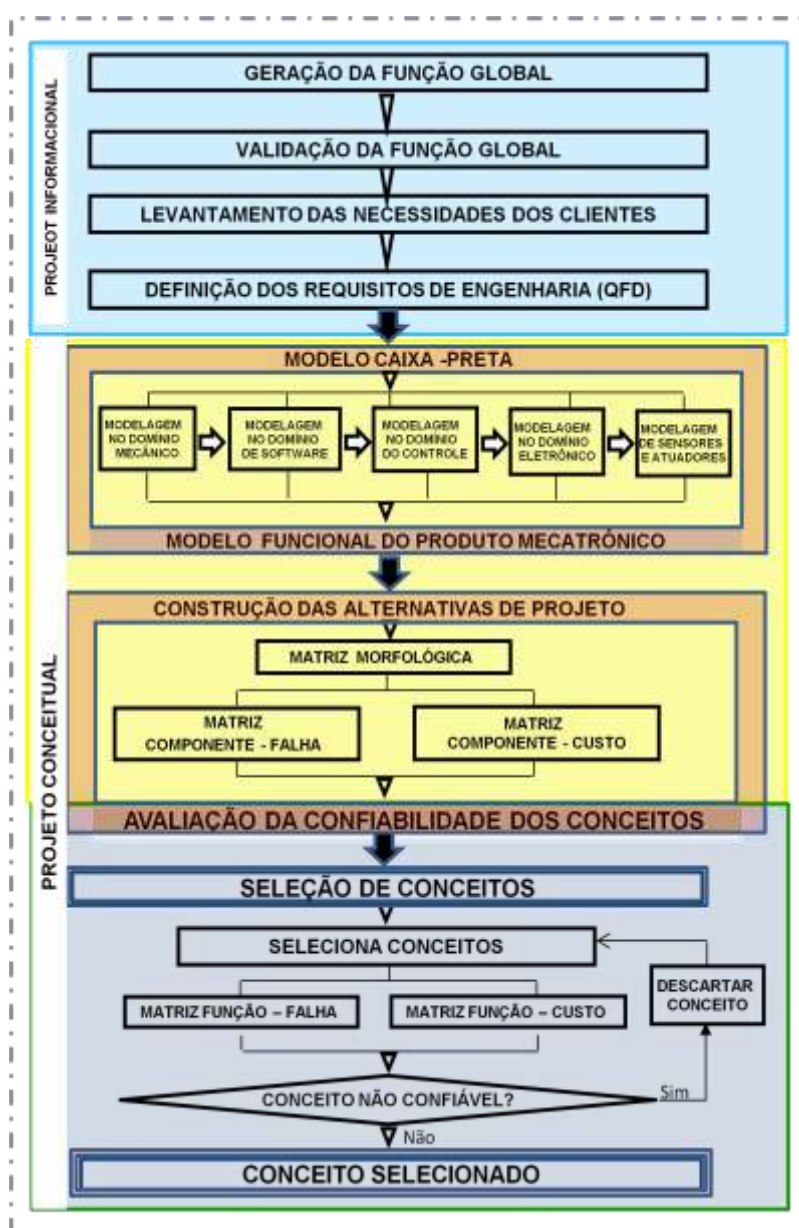 PROJEOT INFORMACIONAL
GERAÇÃO DA FUNÇÃO GLOBAL
VALIDAÇÃO DA FUNÇÃO GLOBAL
LEVANTAMENTO DAS NECESSIDADES DOS CLIENTES
DEFINIÇÃO DOS REQUISITOS DE ENGENHARIA (QFD)
PROJETO CONCEITUAL
MODELO CAIXA -PRETA
MODELAGEM
NO DOMÍNIO
MECÂNICO
MODELAGEM
NO DOMÍNIO
DE SOFTWARE
MODELAGEM
NO DOMÍNIO
DO CONTROLE
MODELAGEM
NO DOMÍNIO
ELETRÔNICO
MODELAGEM
DE SENSORES
E ATUADORES
MODELO FUNCIONAL DO PRODUTO MECATRÔNICO
CONSTRUÇÃO DAS ALTERNATIVAS DE PROJETO
MATRIZ MORFOLÓGICA
MATRIZ
COMPONENTE - FALHA
MATRIZ
COMPONENTE - CUSTO
AVALIAÇÃO DA CONFIABILIDADE DOS CONCEITOS
SELEÇÃO DE CONCEITOS
SELECIONA CONCEITOS
DESCARTAR
CONCEITO
MATRIZ FUNÇÃO – FALHA
MATRIZ FUNÇÃO – CUSTO
CONCEITO NÃO CONFIÁVEL?
Sim
Não
CONCEITO SELECIONADO